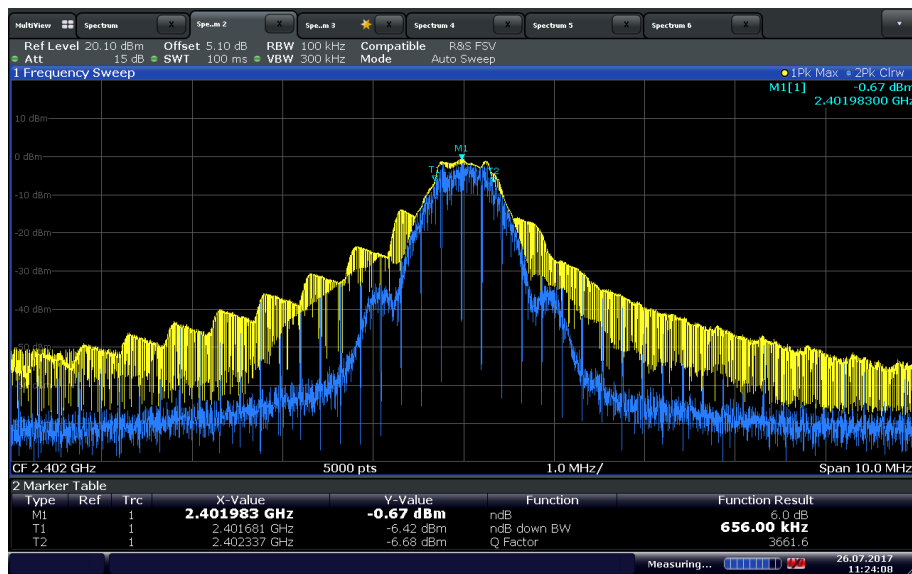 MultiView Spectrum X Spe..m 2 X Spe..m 3 X Spectrum 4 X Spectrum 5 X Spectrum 6 X
Ref Level 20.10 dBm Offset 5.10 dB RBW 100 kHz Compatible R&S FSV
Att 15 dB SWT 100 ms VBW 300 kHz Mode Auto Sweep
1 Frequency Sweep 1Pk Max 2Pk Clrw
M1[1] -0.67 dBm
2.40198300 GHz
10 dBm
M1
0 dBm
T1 T2
-10 dBm
-20 dBm
-30 dBm
-40 dBm
CF 2.402 GHz 5000 pts 1.0 MHz/ Span 10.0 MHz
2 Marker Table
Type Ref Trc X-Value Y-Value Function Function Result
M1 1 2.401983 GHz -0.67 dBm ndB 6.0 dB
T1 1 2.401681 GHz -6.42 dBm ndB down BW 656.00 kHz
T2 1 2.402337 GHz -6.68 dBm Q Factor 3661.6
Measuring... 26.07.2017
11:24:08